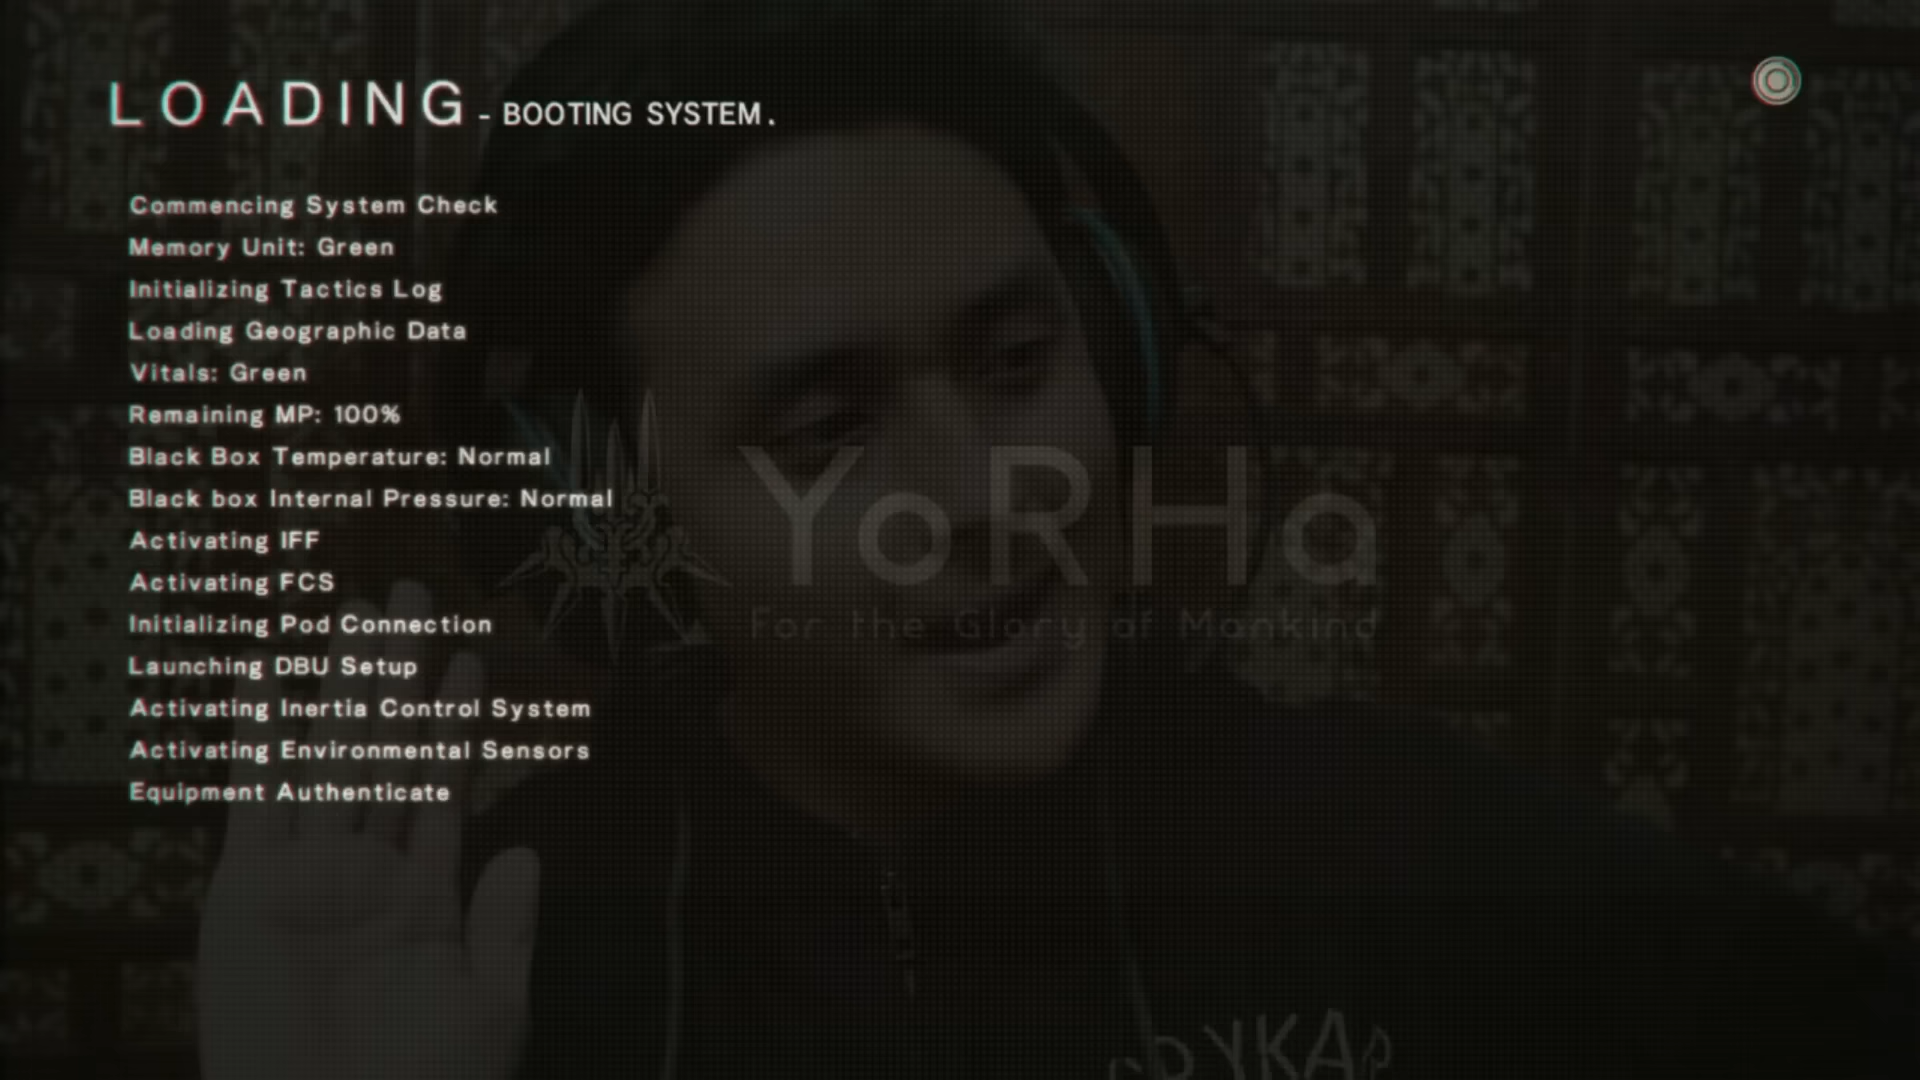 LOADING - BOOTING SYSTEM.
Commencing System Check
Memory Unit: Green
Initializing Tactics Log
Loading Geographic Data
Vitals: Green
Remaining MP: 100%
Black Box Temperature: Normal
Black box Internal Pressure: Normal
Activating IFF
Activating FCS
Initializing Pod Connection
Launching DBU Setup
Activating Inertia Control System
Activating Environmental Sensors
Equipment Authenticate
YoRHa
For the Glory of Mankind